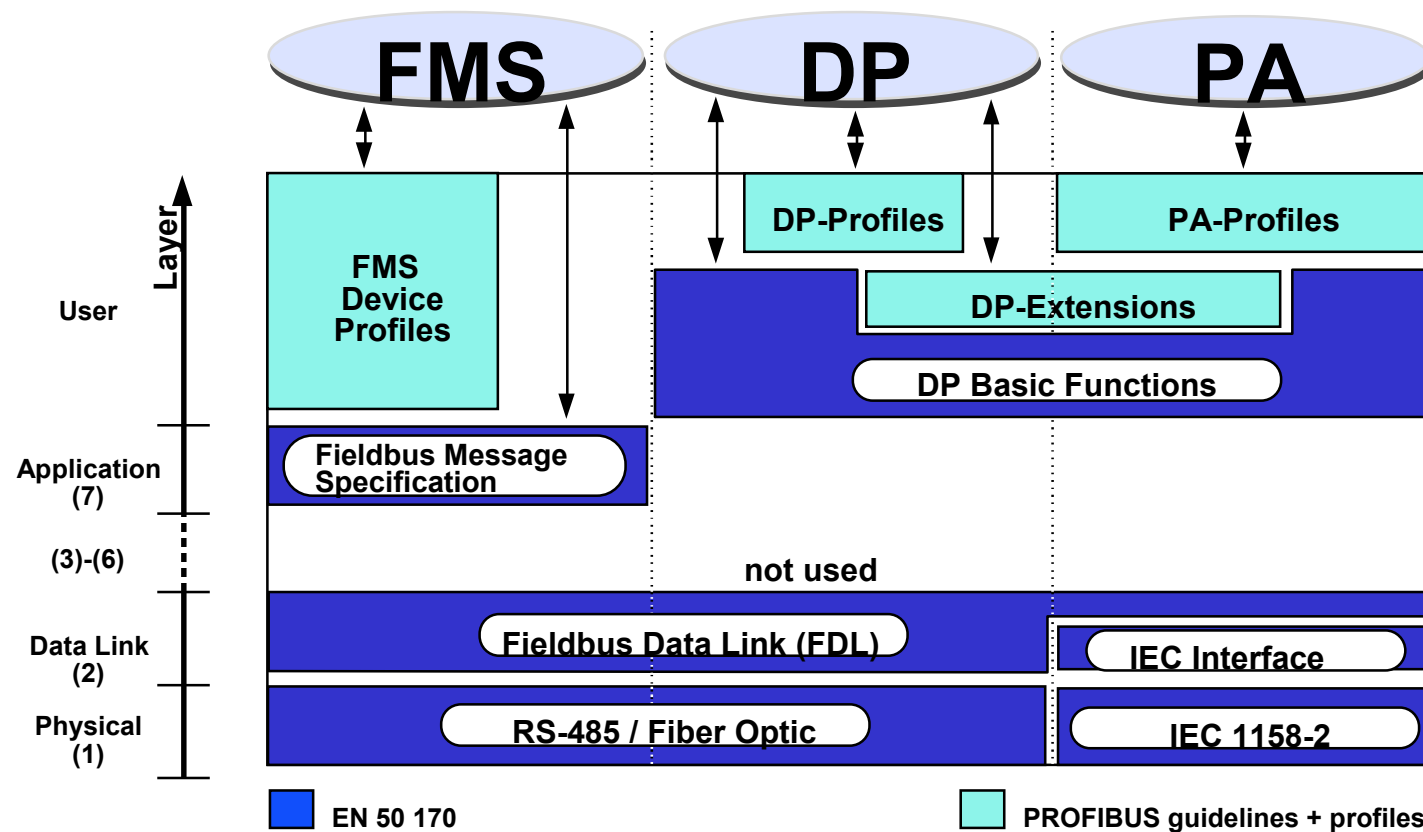 FMS
DP
PA
Layer
DP-Profiles
PA-Profiles
FMS
Device
Profiles
User
DP-Extensions
DP Basic Functions
Application
(7)
Fieldbus Message
Specification
(3)-(6)
not used
Data Link
(2)
Fieldbus Data Link (FDL)
IEC Interface
Physical
(1)
RS-485 / Fiber Optic
IEC 1158-2
EN 50 170
PROFIBUS guidelines + profiles